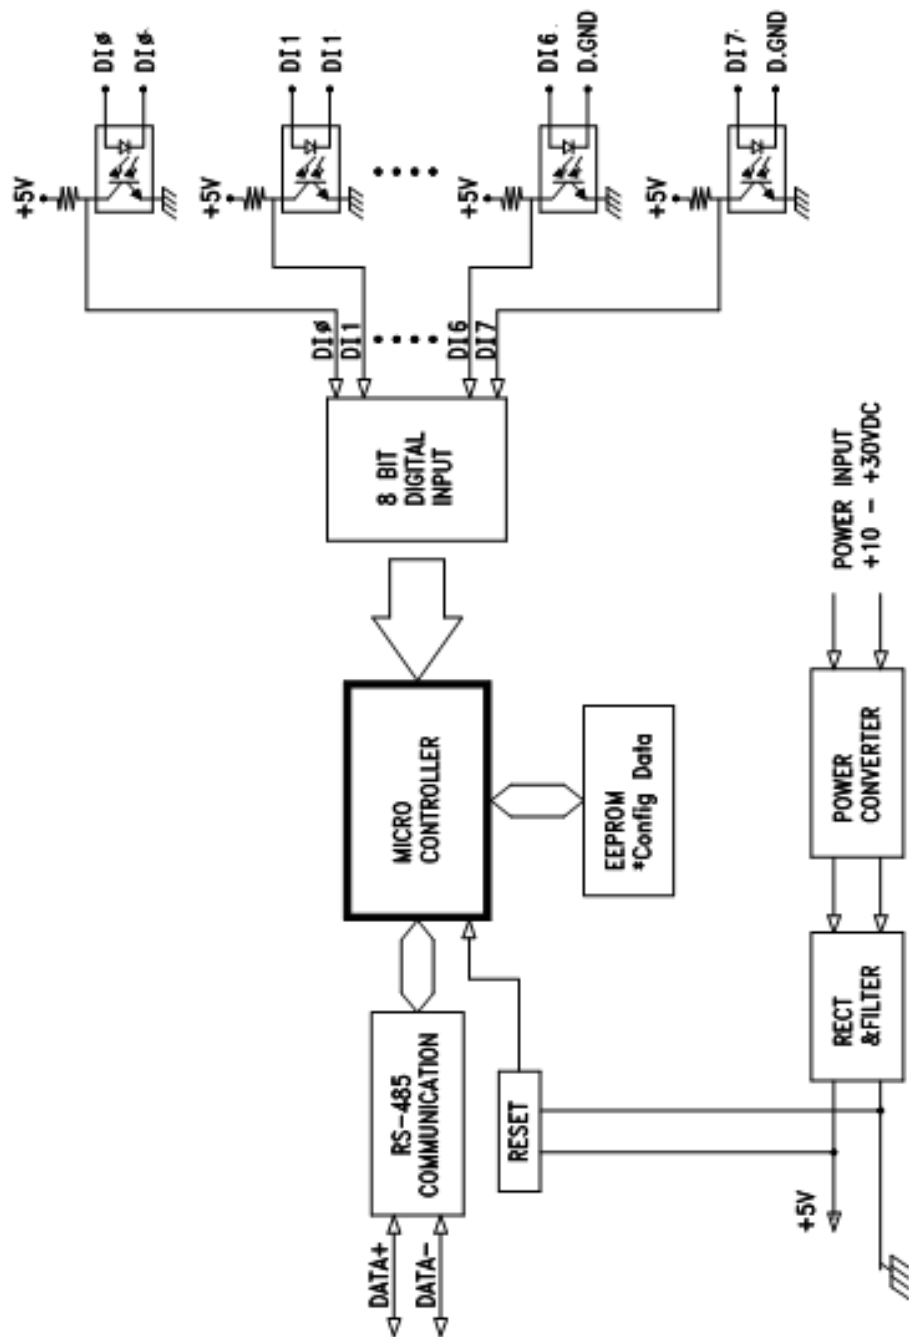 DATA+
DATA-
RS-485
COMMUNICATION
MICRO
CONTROLLER
8 BIT
DIGITAL
INPUT
DIø
DI1
DI6
DI7
+5V
DIø
DIø
+5V
DI1
DI1
+5V
DI6
D.GND
+5V
DI7
D.GND
RESET
EEPROM
*Config Data
+5V
RECT
&FILTER
POWER
CONVERTER
POWER INPUT
+10 - +30VDC